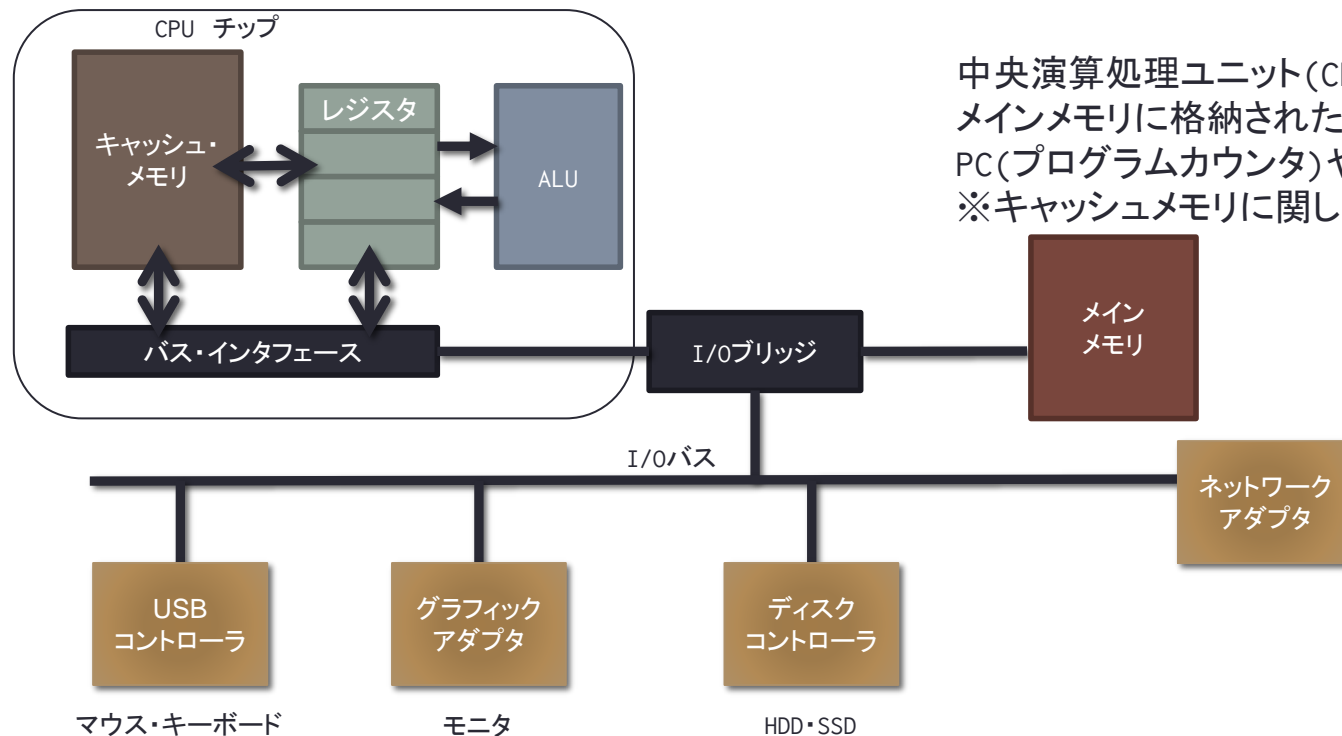 CPU チップ
キャッシュ・
メモリ
レジスタ
ALU
バス・インタフェース
中央演算処理ユニット(C
メインメモリに格納された
PC(プログラムカウンタ)や
※キャッシュメモリに関し
I/Oブリッジ
メイン
メモリ
I/Oバス
ネットワーク
アダプタ
USB
コントローラ
グラフィック
アダプタ
ディスク
コントローラ
マウス・キーボード
モニタ
HDD・SSD